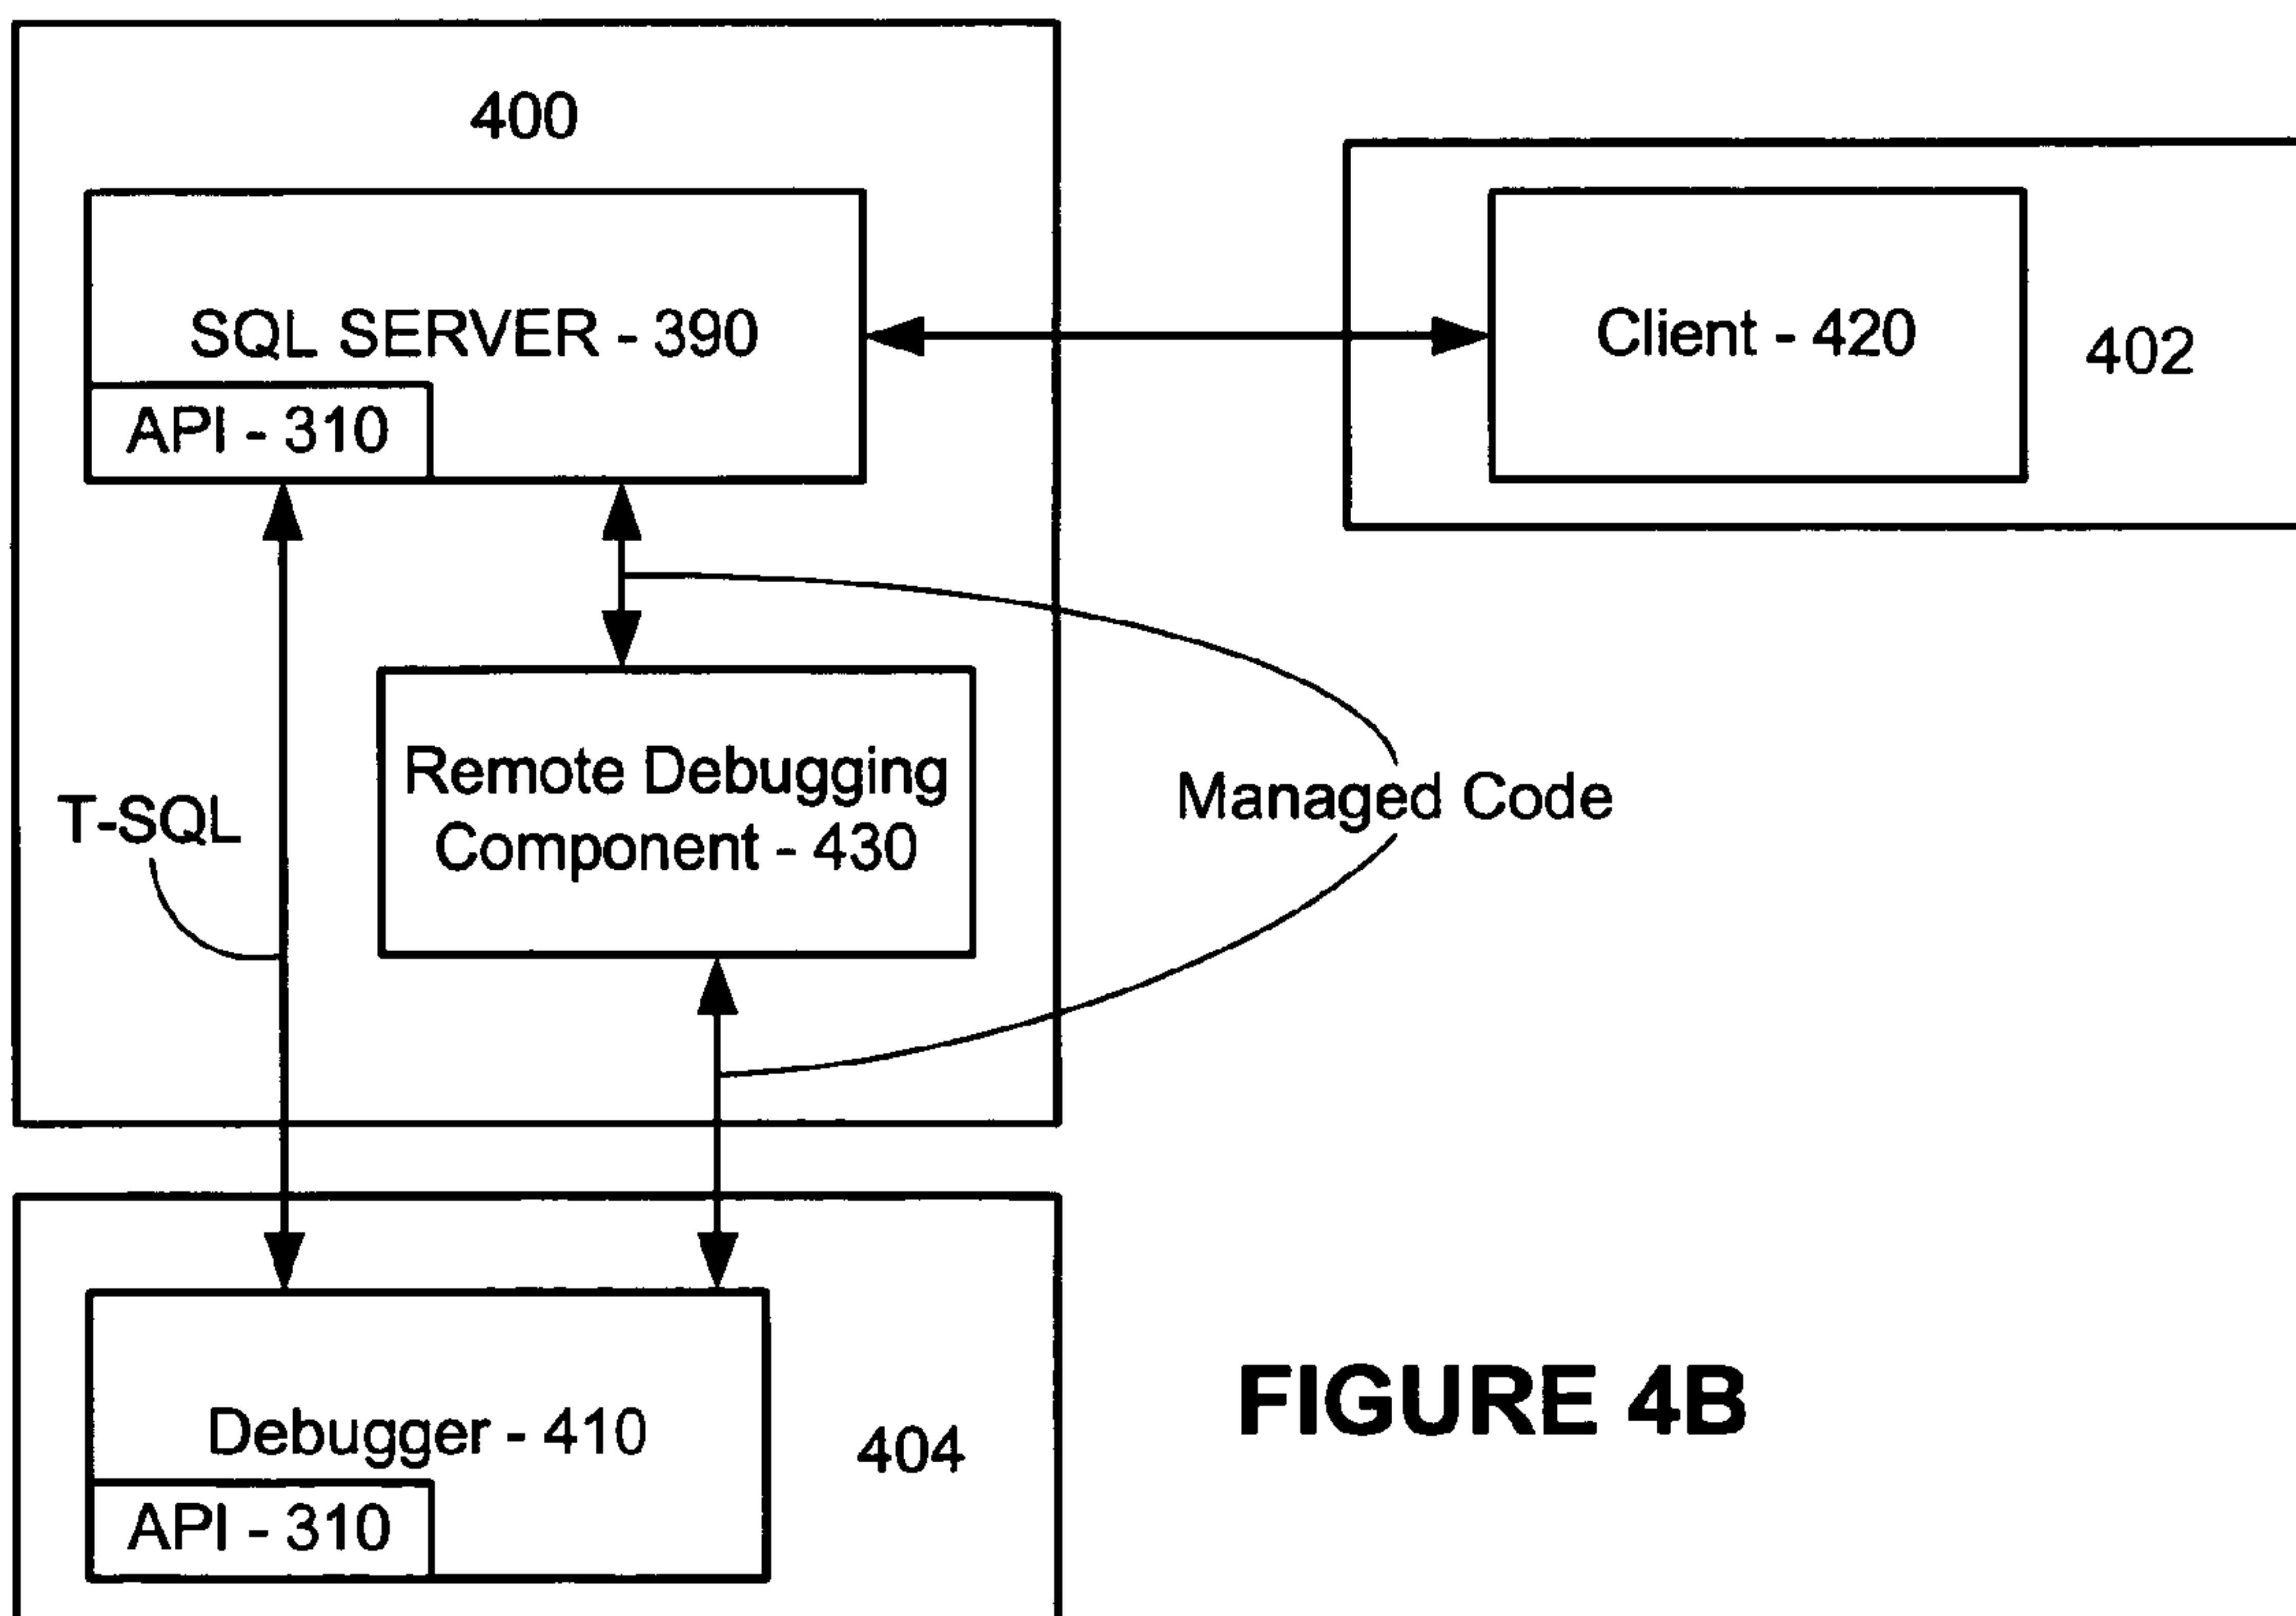 400
SQL SERVER - 390
API - 310
Client - 420
402
Remote Debugging
Component - 430
T-SQL
Managed Code
Debugger - 410
404
API - 310
FIGURE 4B